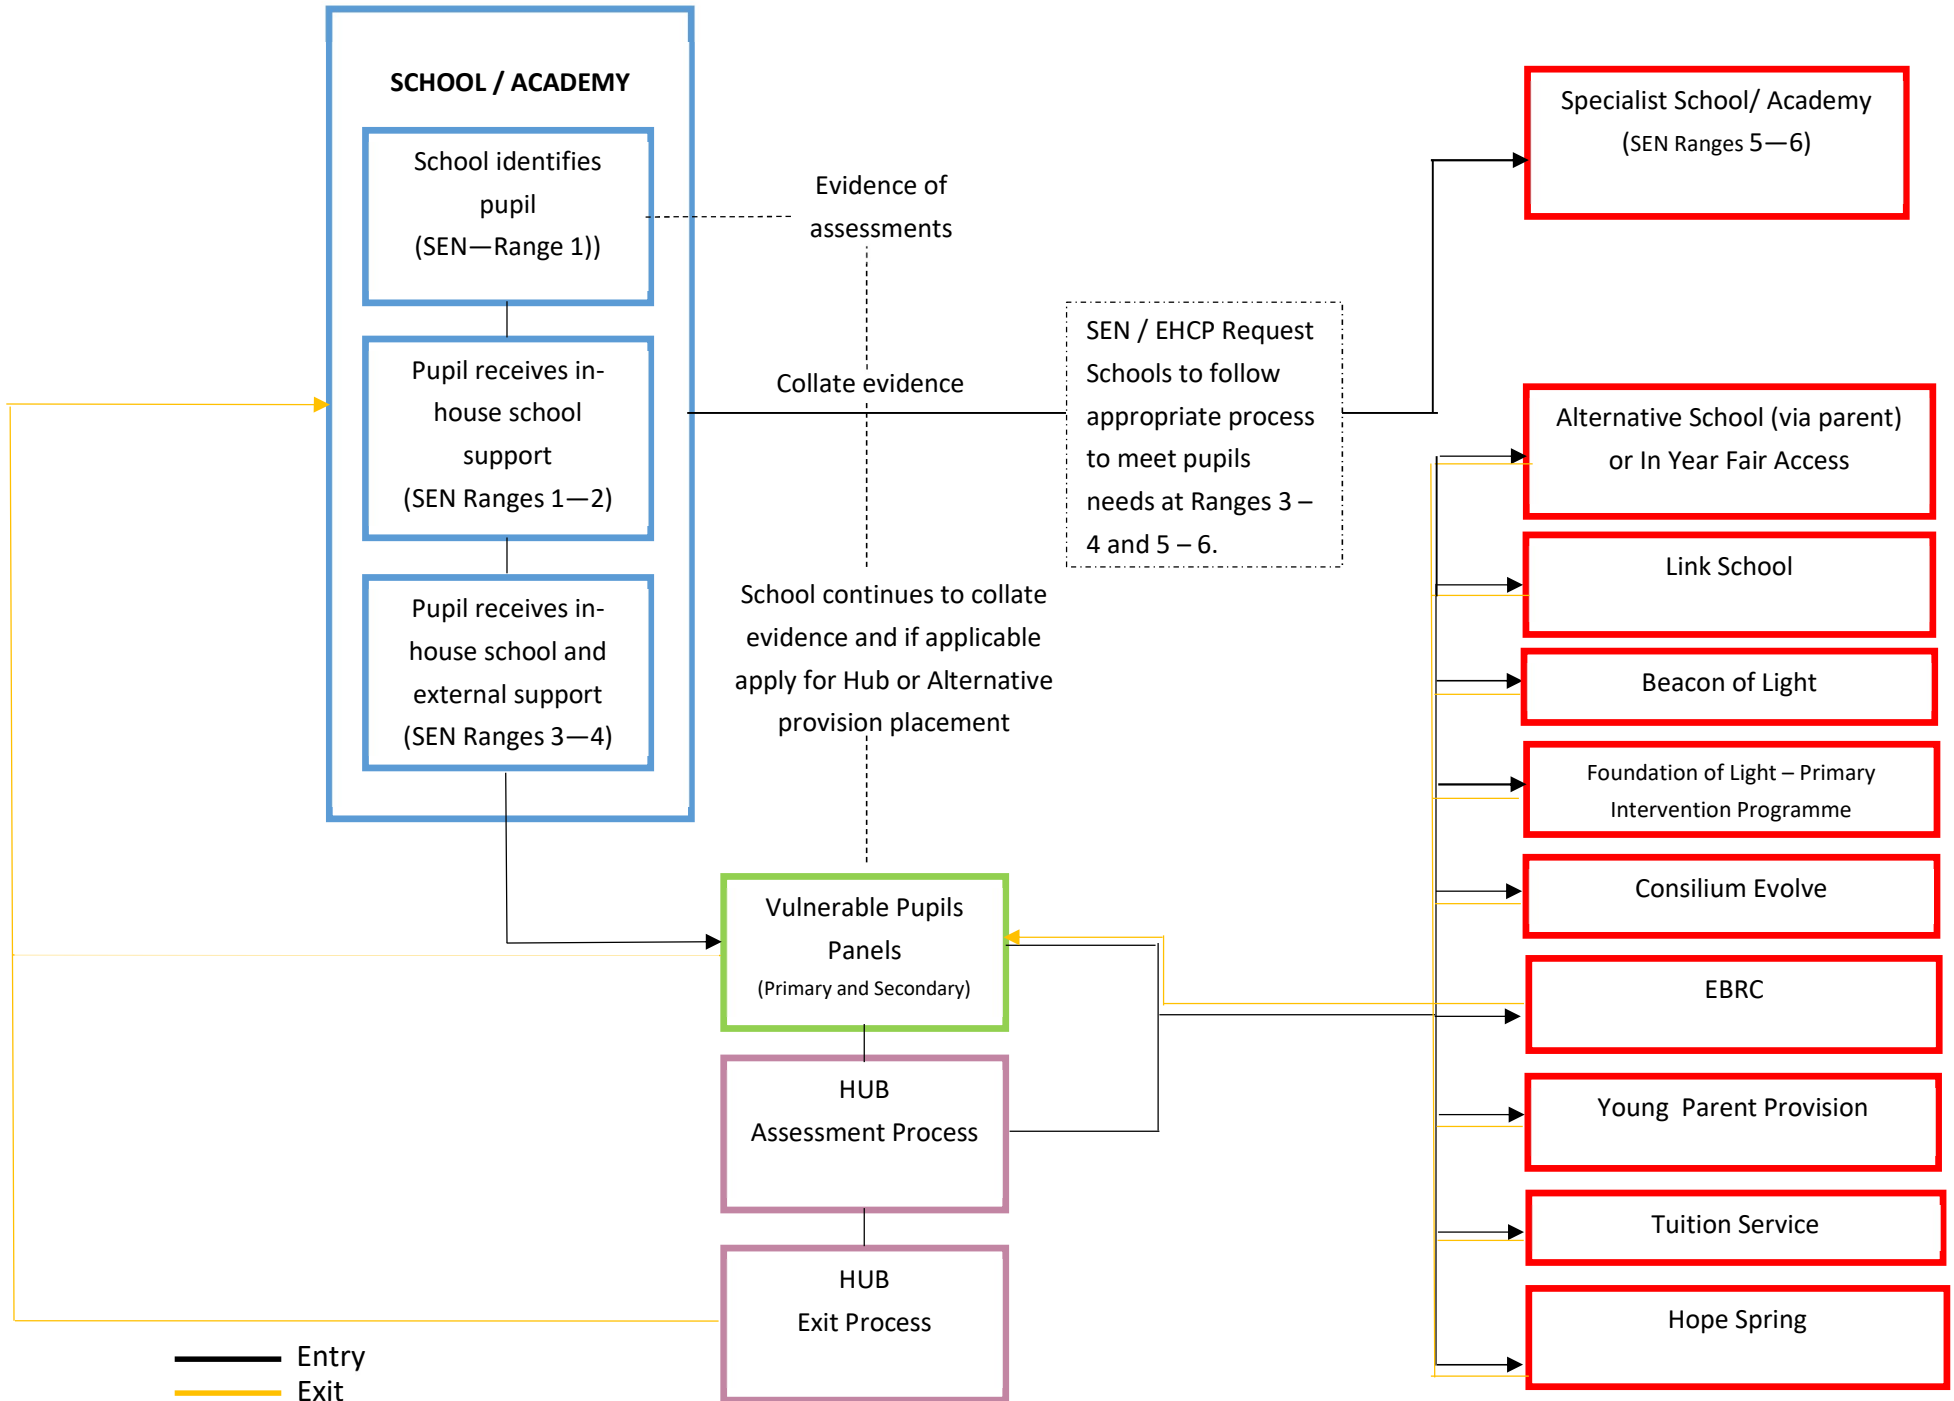 SCHOOL / ACADEMY
School identifies
pupil
(SEN—Range 1))
Pupil receives in-
house school
support
(SEN Ranges 1—2)
Pupil receives in-
house school and
external support
(SEN Ranges 3—4)
Evidence of
assessments
Collate evidence
School continues to collate
evidence and if applicable
apply for Hub or Alternative
provision placement
SEN / EHCP Request
Schools to follow
appropriate process
to meet pupils
needs at Ranges 3 –
4 and 5 – 6.
Vulnerable Pupils
Panels
(Primary and Secondary)
HUB
Assessment Process
HUB
Exit Process
Specialist School/ Academy
(SEN Ranges 5—6)
Alternative School (via parent)
or In Year Fair Access
Link School
Beacon of Light
Foundation of Light – Primary
Intervention Programme
Consilium Evolve
EBRC
Young  Parent Provision
Tuition Service
Hope Spring
Entry
Exit